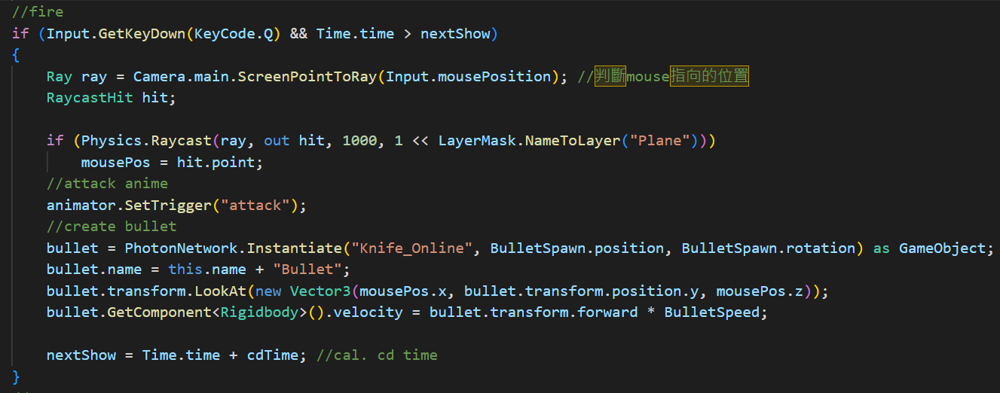 //fire
if (Input.GetKeyDown(KeyCode.Q) && Time.time > nextShow)
{
    Ray ray = Camera.main.ScreenPointToRay(Input.mousePosition); //判斷mouse指向的位置
    RaycastHit hit;

    if (Physics.Raycast(ray, out hit, 1000, 1 << LayerMask.NameToLayer("Plane")))
        mousePos = hit.point;
    //attack anime
    animator.SetTrigger("attack");
    //create bullet
    bullet = PhotonNetwork.Instantiate("Knife_Online", BulletSpawn.position, BulletSpawn.rotation) as GameObject;
    bullet.name = this.name + "Bullet";
    bullet.transform.LookAt(new Vector3(mousePos.x, bullet.transform.position.y, mousePos.z));
    bullet.GetComponent<Rigidbody>().velocity = bullet.transform.forward * BulletSpeed;

    nextShow = Time.time + cdTime; //cal. cd time
}